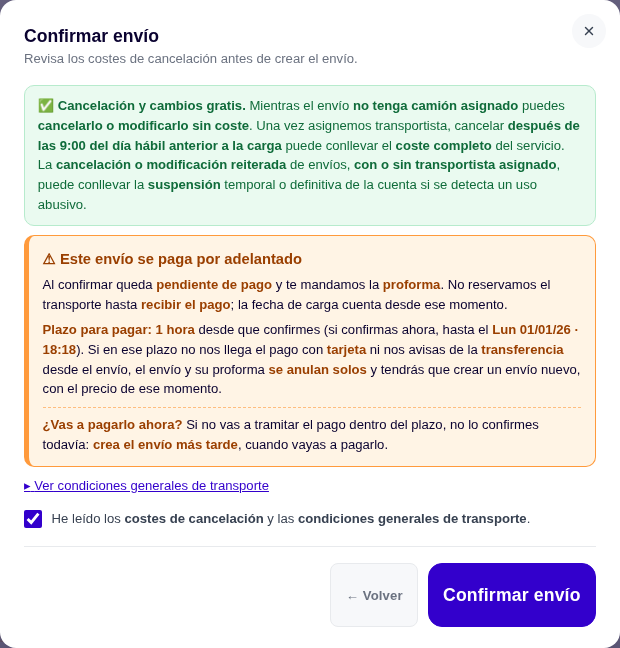 Confirmar envío
✕
Revisa los costes de cancelación antes de crear el envío.
✅ Cancelación y cambios gratis. Mientras el envío no tenga camión asignado puedes
cancelarlo o modificarlo sin coste. Una vez asignemos transportista, cancelar después de
las 9:00 del día hábil anterior a la carga puede conllevar el coste completo del servicio.
La cancelación o modificación reiterada de envíos, con o sin transportista asignado,
puede conllevar la suspensión temporal o definitiva de la cuenta si se detecta un uso
abusivo.
⚠ Este envío se paga por adelantado
Al confirmar queda pendiente de pago y te mandamos la proforma. No reservamos el
transporte hasta recibir el pago; la fecha de carga cuenta desde ese momento.
Plazo para pagar: 1 hora desde que confirmes (si confirmas ahora, hasta el Lun 01/01/26 ·
18:18). Si en ese plazo no nos llega el pago con tarjeta ni nos avisas de la transferencia
desde el envío, el envío y su proforma se anulan solos y tendrás que crear un envío nuevo,
con el precio de ese momento.
¿Vas a pagarlo ahora? Si no vas a tramitar el pago dentro del plazo, no lo confirmes
todavía: crea el envío más tarde, cuando vayas a pagarlo.
▸ Ver condiciones generales de transporte
He leído los costes de cancelación y las condiciones generales de transporte.
← Volver
Confirmar envío